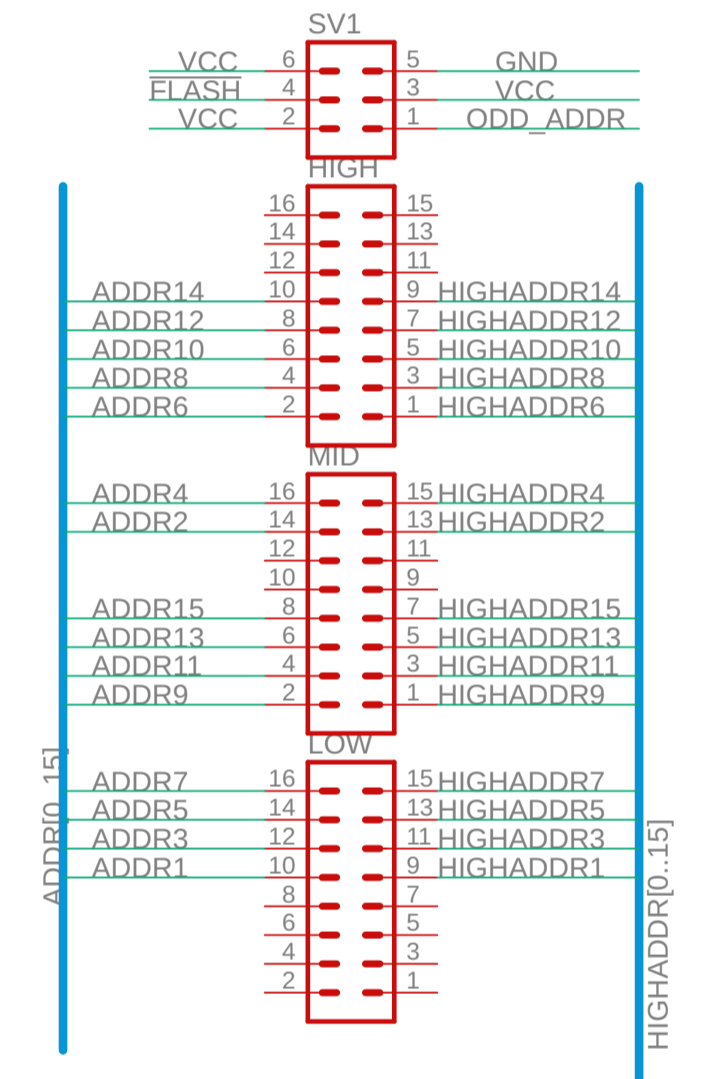 SV1
VCC 6 5 GND
FLASH 4 3 VCC
VCC 2 1 ODD_ADDR
HIGH
16 15
14 13
12 11
ADDR14 10 9 HIGHADDR14
ADDR12 8 7 HIGHADDR12
ADDR10 6 5 HIGHADDR10
ADDR8 4 3 HIGHADDR8
ADDR6 2 1 HIGHADDR6
MID
ADDR4 16 15 HIGHADDR4
ADDR2 14 13 HIGHADDR2
12 11
10 9
ADDR15 8 7 HIGHADDR15
ADDR13 6 5 HIGHADDR13
ADDR11 4 3 HIGHADDR11
ADDR9 2 1 HIGHADDR9
LOW
ADDR7 16 15 HIGHADDR7
ADDR5 14 13 HIGHADDR5
ADDR3 12 11 HIGHADDR3
ADDR1 10 9 HIGHADDR1
8 7
6 5
4 3
2 1
ADDR[0..15]
HIGHADDR[0..15]